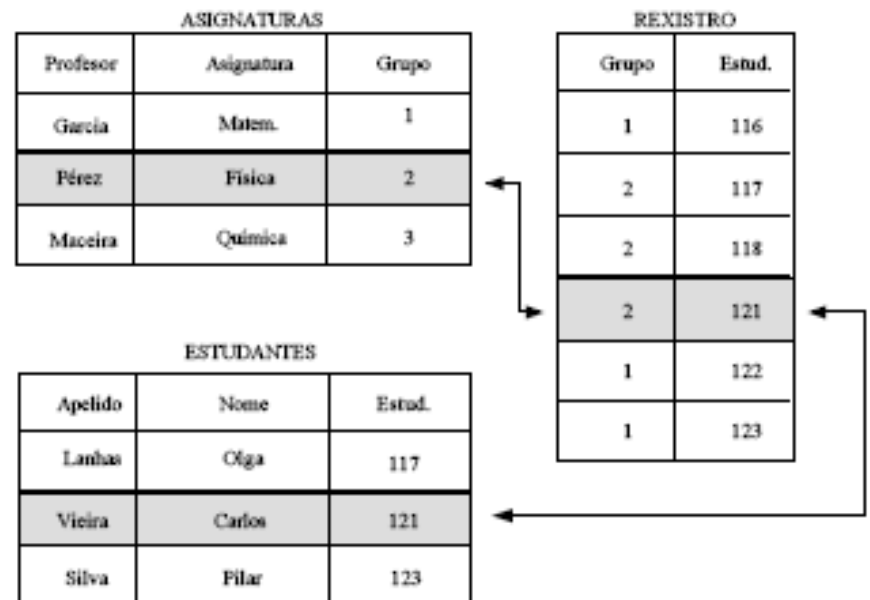 ASIGNATURAS
Profesor Asignatura Grupo
Garcia Matem. 1
Pérez Física 2
Maceira Química 3
REXISTRO
Grupo Estud.
1 116
2 117
2 118
2 121
1 122
1 123
ESTUDANTES
Apelido Nome Estud.
Lanhas Olga 117
Vieira Carlos 121
Silva Pilar 123